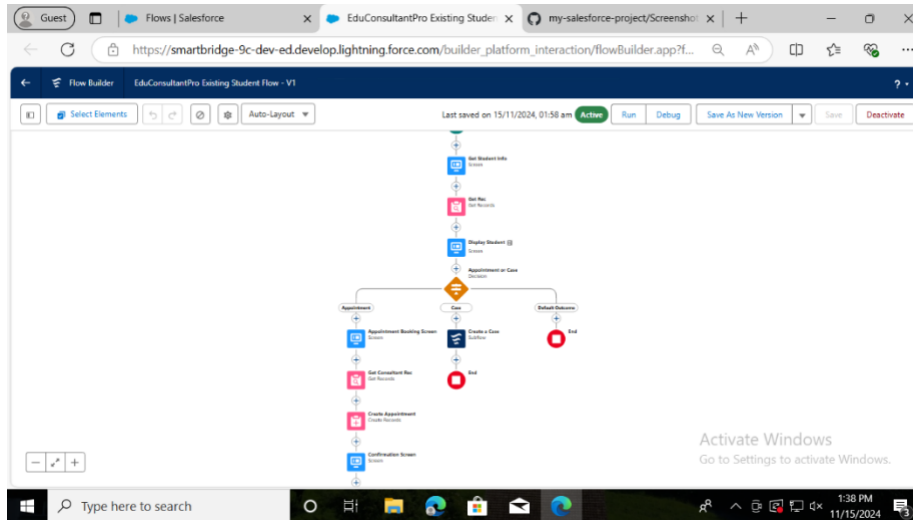 Guest
Flows | Salesforce
EduConsultantPro Existing Studen
my-salesforce-project/Screenshot
https://smartbridge-9c-dev-ed.develop.lightning.force.com/builder_platform_interaction/flowBuilder.app?f...
Flow Builder EduConsultantPro Existing Student Flow - V1
?
Select Elements
Auto-Layout
Last saved on 15/11/2024, 01:58 am Active Run Debug Save As New Version Save Deactivate
Get Student Info
Screen
Get Rec
Get Records
Display Student
Screen
Appointment or Case
Decision
Appointment Case Default Outcome
Appointment Booking Screen
Screen
Create a Case
Subflow
End
Get Consultant Rec
Get Records
End
Create Appointment
Create Records
Confirmation Screen
Screen
Activate Windows
Go to Settings to activate Windows.
Type here to search
1:38 PM
11/15/2024
3